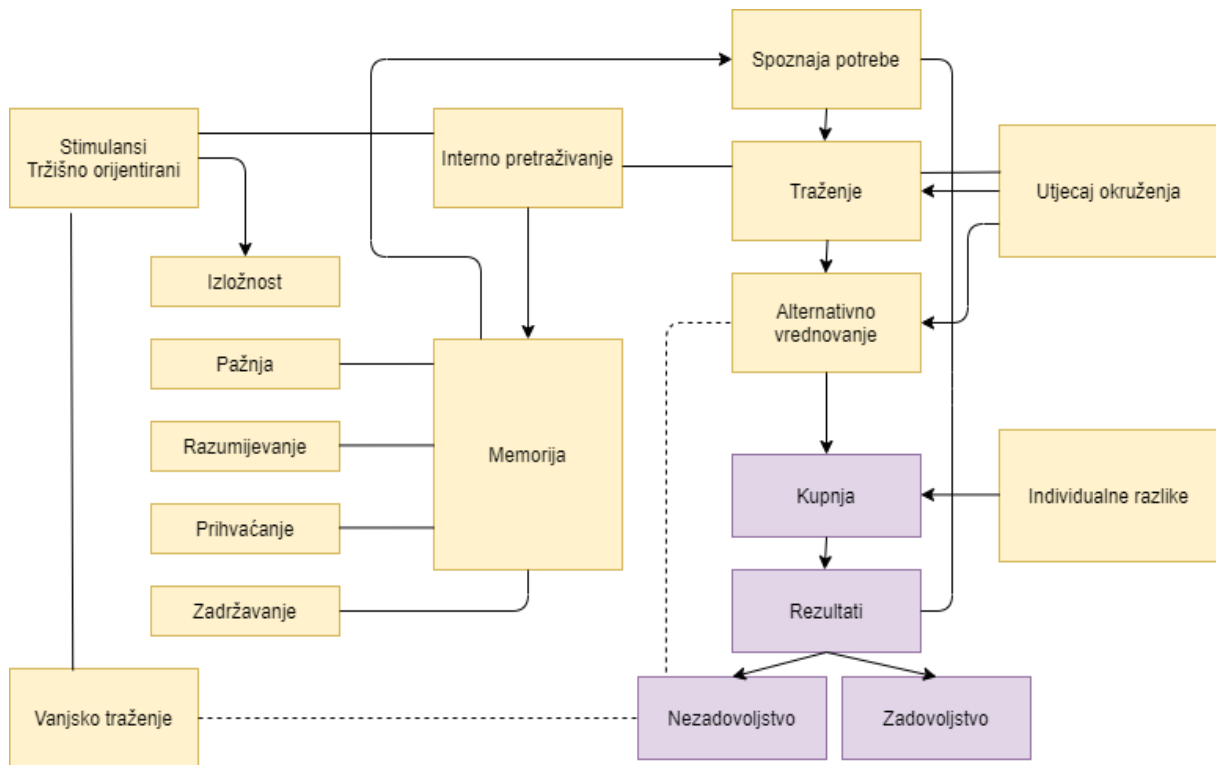 Spoznaja potrebe
Stimulansi
Tržišno orijentirani
Interno pretraživanje
Traženje
Utjecaj okruženja
Izložnost
Alternativno
vrednovanje
Pažnja
Razumijevanje
Memorija
Kupnja
Individualne razlike
Prihvaćanje
Zadržavanje
Rezultati
Vanjsko traženje
Nezadovoljstvo
Zadovoljstvo